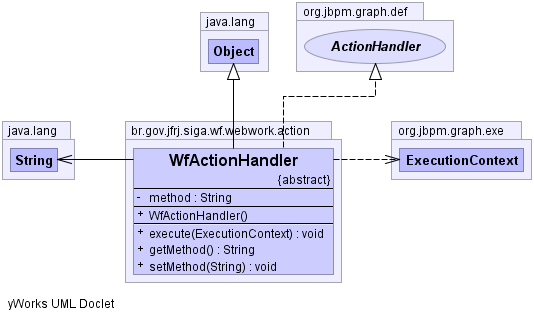 org.jbpm.graph.def
ActionHandler
java.lang
Object
java.lang
String
br.gov.jfrj.siga.wf.webwork.action
WfActionHandler
{abstract}
- method : String
+ WfActionHandler()
+ execute(ExecutionContext) : void
+ getMethod() : String
+ setMethod(String) : void
org.jbpm.graph.exe
ExecutionContext
yWorks UML Doclet